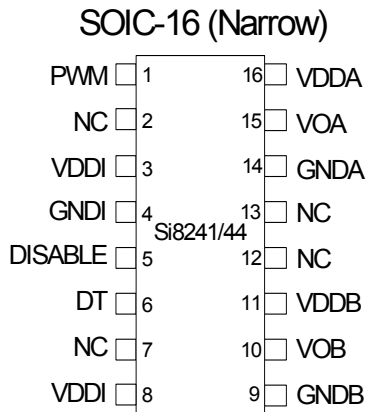 SOIC-16 (Narrow)
PWM 1 16 VDDA
NC 2 15 VOA
VDDI 3 14 GNDA
GNDI 4 13 NC
Si8241/44
DISABLE 5 12 NC
DT 6 11 VDDB
NC 7 10 VOB
VDDI 8 9 GNDB